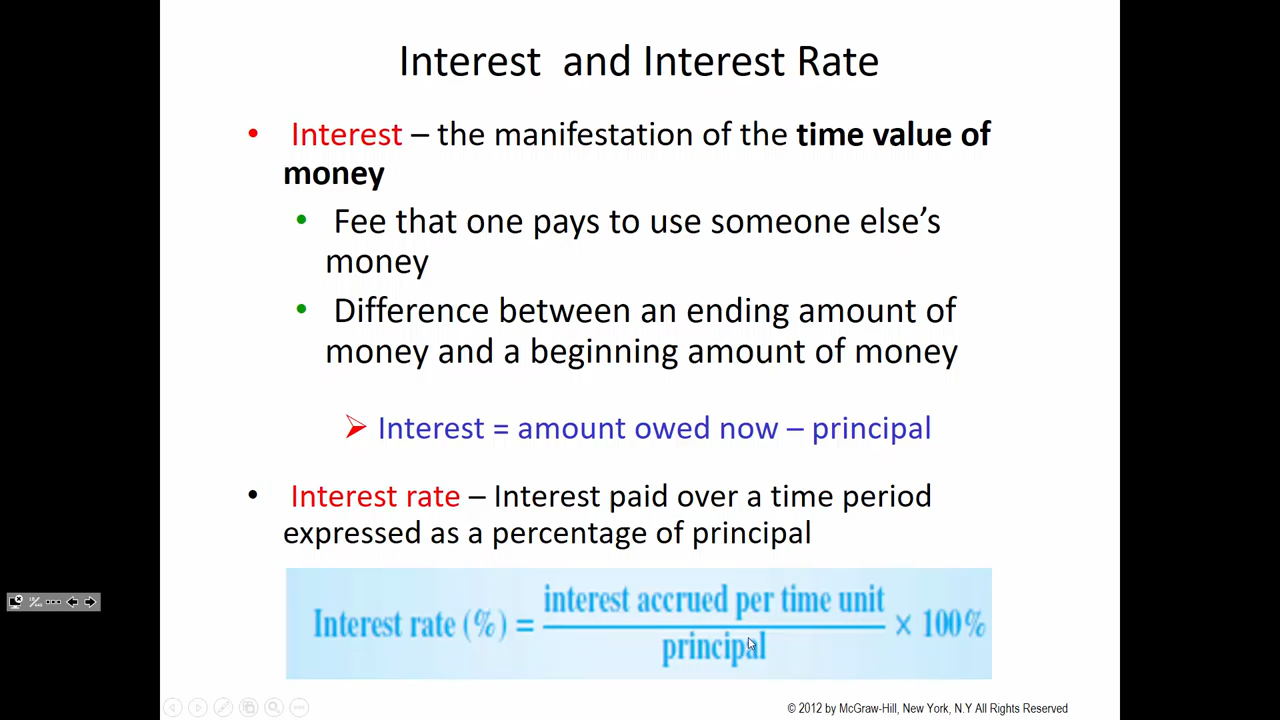 Interest and Interest Rate
• Interest – the manifestation of the time value of
money
• Fee that one pays to use someone else’s
money
• Difference between an ending amount of
money and a beginning amount of money
➢ Interest = amount owed now – principal
• Interest rate – Interest paid over a time period
expressed as a percentage of principal
interest accrued per time unit
Interest rate (%) = × 100%
principal
© 2012 by McGraw-Hill, New York, N.Y All Rights Reserved